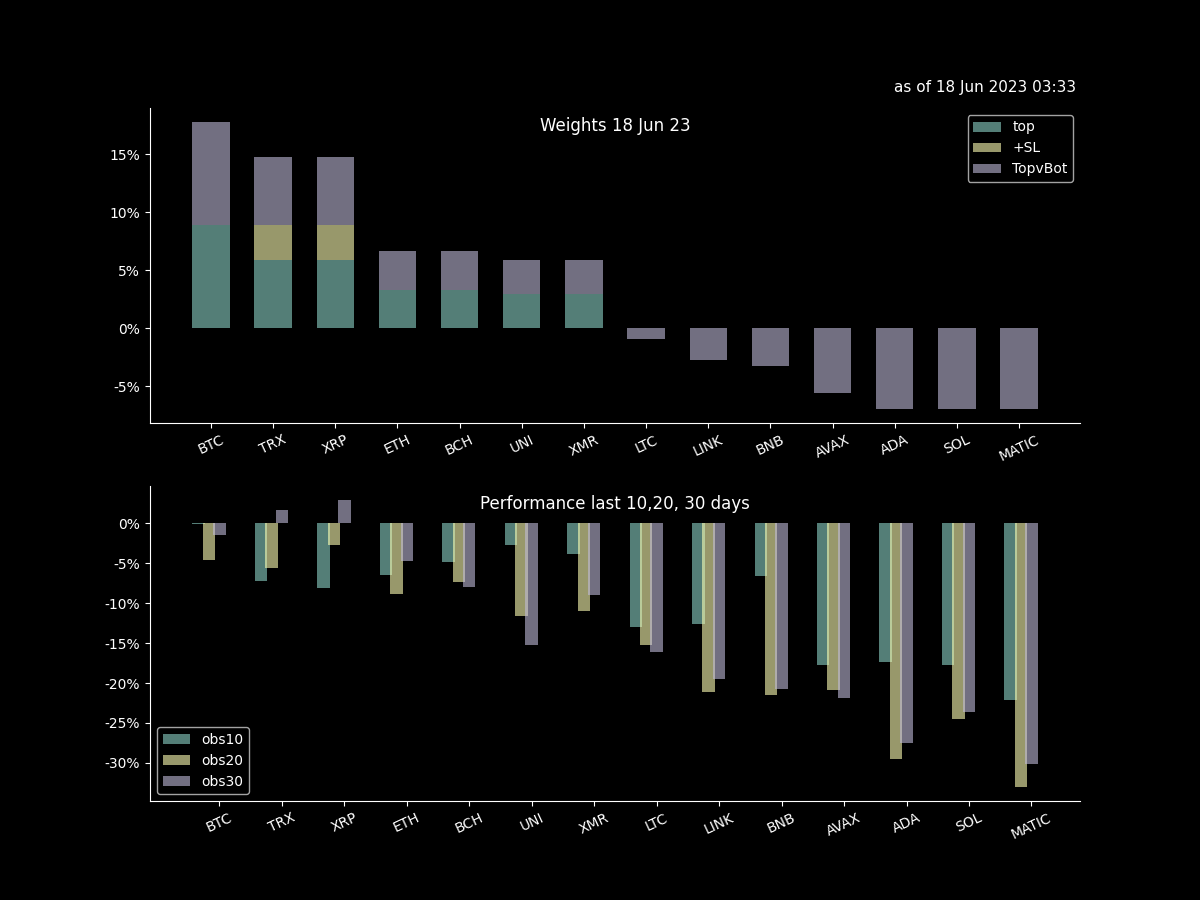 as of 18 Jun 2023 03:33
Weights 18 Jun 23
top
+SL
TopvBot
15%
10%
5%
0%
-5%
BTC TRX XRP ETH BCH UNI XMR LTC LINK BNB AVAX ADA SOL MATIC
Performance last 10,20, 30 days
0%
-5%
-10%
-15%
-20%
-25%
-30%
obs10
obs20
obs30
BTC TRX XRP ETH BCH UNI XMR LTC LINK BNB AVAX ADA SOL MATIC